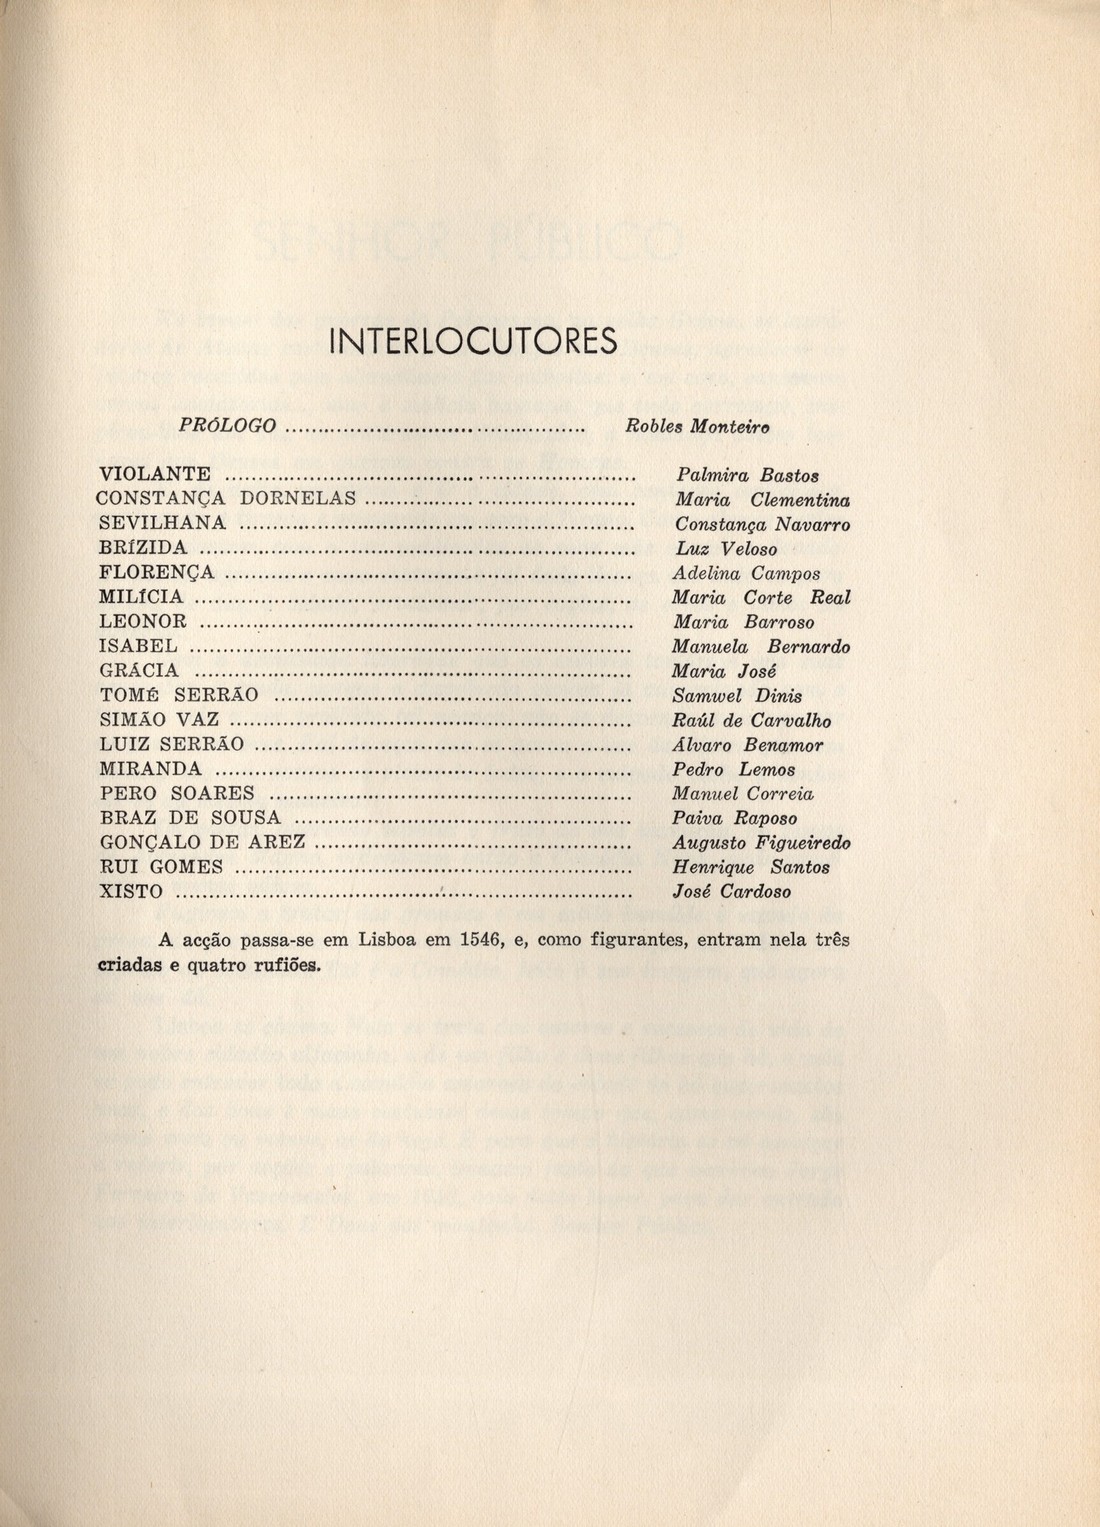 INTERLOCUTORES
PRÓLOGO ............................................... Robles Monteiro
VIOLANTE ............................................... Palmira Bastos
CONSTANÇA DORNELAS ............................................... Maria Clementina
SEVILHANA ............................................... Constança Navarro
BRÍZIDA ............................................... Luz Veloso
FLORENÇA ............................................... Adelina Campos
MILÍCIA ............................................... Maria Corte Real
LEONOR ............................................... Maria Barroso
ISABEL ............................................... Manuela Bernardo
GRÁCIA ............................................... Maria José
TOMÉ SERRÃO ............................................... Samwel Dinis
SIMÃO VAZ ............................................... Raúl de Carvalho
LUIZ SERRÃO ............................................... Álvaro Benamor
MIRANDA ............................................... Pedro Lemos
PERO SOARES ............................................... Manuel Correia
BRAZ DE SOUSA ............................................... Paiva Raposo
GONÇALO DE AREZ ............................................... Augusto Figueiredo
RUI GOMES ............................................... Henrique Santos
XISTO ............................................... José Cardoso
A acção passa-se em Lisboa em 1546, e, como figurantes, entram nela três
criadas e quatro rufiões.
SENHOR PÚBLICO